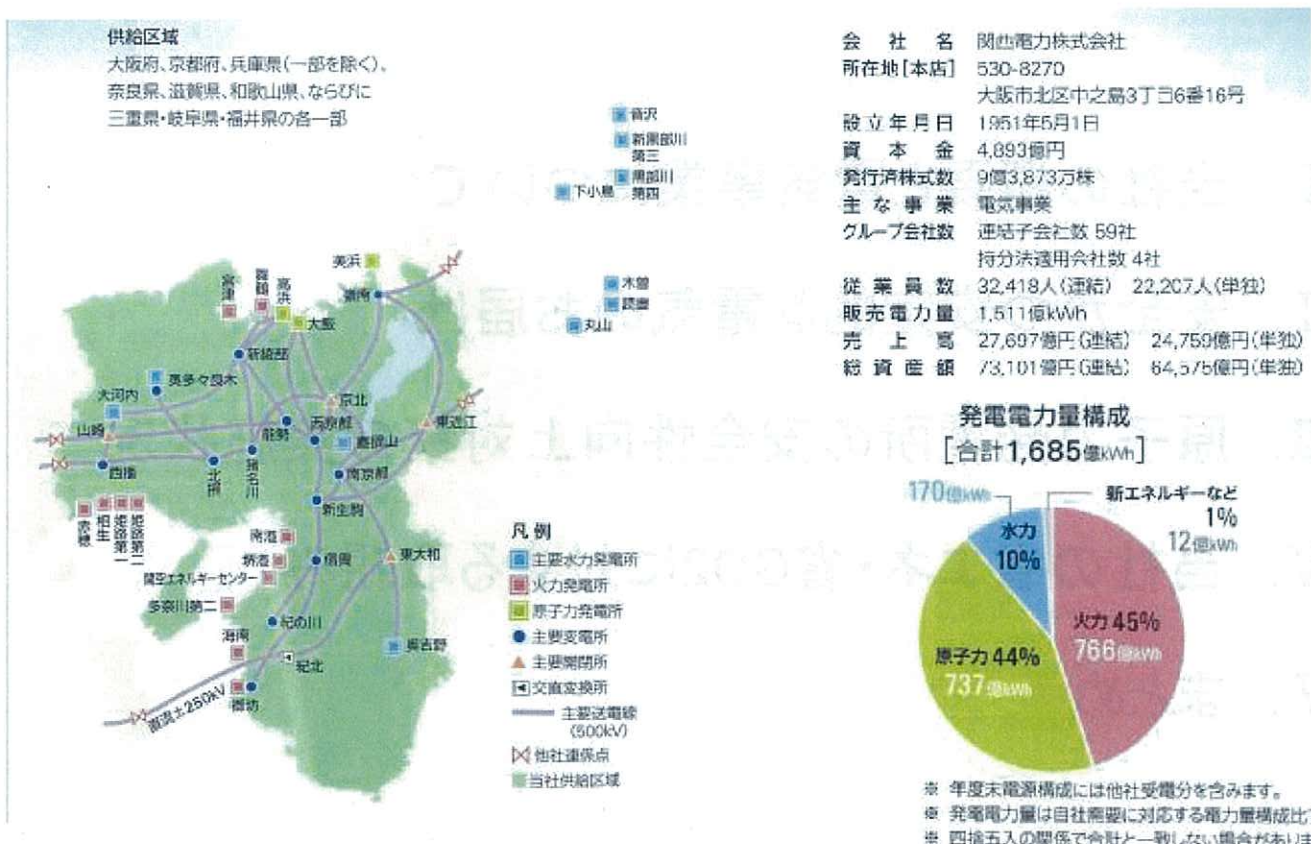 供給区域
大阪府、京都府、兵庫県(一部を除く)、
奈良県、滋賀県、和歌山県、ならびに
三重県・岐阜県・福井県の各一部
音沢
新黒部川
第三
黒部川
第四
下小鳥
木曽
読書
丸山
美浜
嶺南
宮津
舞鶴
高浜
大飯
新綾部
奥多々良木
大河内
山崎
京北
能勢
西京都
喜撰山
東近江
西播
北摂
猪名川
南京都
新生駒
赤穂
相生
姫路第一
姫路第二
南港
堺港
関空エネルギーセンター
多奈川第二
信貴
東大和
紀の川
海南
紀北
奥吉野
御坊
直流±250kV
凡例
主要水力発電所
火力発電所
原子力発電所
主要変電所
主要開閉所
交直変換所
主要送電線
(500kV)
他社連係点
当社供給区域
会社名 関西電力株式会社
所在地[本店] 530-8270
大阪市北区中之島3丁目6番16号
設立年月日 1951年5月1日
資本金 4,893億円
発行済株式数 9億3,873万株
主な事業 電気事業
グループ会社数 連結子会社数 59社
持分法適用会社数 4社
従業員数 32,418人(連結) 22,207人(単独)
販売電力量 1,511億kWh
売上高 27,697億円(連結) 24,759億円(単独)
総資産額 73,101億円(連結) 64,575億円(単独)
発電電力量構成
[合計1,685億kWh]
170億kWh
水力
10%
新エネルギーなど
1%
12億kWh
火力 45%
766億kWh
原子力 44%
737億kWh
※ 年度末電源構成には他社受電分を含みます。
※ 発電電力量は自社需要に対応する電力量構成比で
※ 四捨五入の関係で合計と一致しない場合がありま